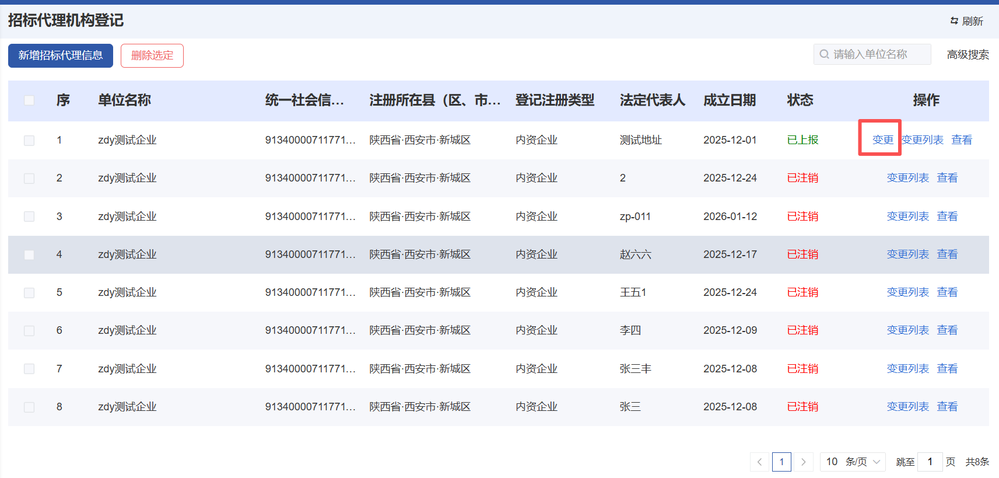 招标代理机构登记 刷新
新增招标代理信息 删除选定 请输入单位名称 高级搜索
序 单位名称 统一社会信... 注册所在县（区、市... 登记注册类型 法定代表人 成立日期 状态 操作
1 zdy测试企业 91340000711771... 陕西省·西安市·新城区 内资企业 测试地址 2025-12-01 已上报 变更 变更列表 查看
2 zdy测试企业 91340000711771... 陕西省·西安市·新城区 内资企业 2 2025-12-24 已注销 变更列表 查看
3 zdy测试企业 91340000711771... 陕西省·西安市·新城区 内资企业 zp-011 2026-01-12 已注销 变更列表 查看
4 zdy测试企业 91340000711771... 陕西省·西安市·新城区 内资企业 赵六六 2025-12-17 已注销 变更列表 查看
5 zdy测试企业 91340000711771... 陕西省·西安市·新城区 内资企业 王五1 2025-12-24 已注销 变更列表 查看
6 zdy测试企业 91340000711771... 陕西省·西安市·新城区 内资企业 李四 2025-12-09 已注销 变更列表 查看
7 zdy测试企业 91340000711771... 陕西省·西安市·新城区 内资企业 张三丰 2025-12-08 已注销 变更列表 查看
8 zdy测试企业 91340000711771... 陕西省·西安市·新城区 内资企业 张三 2025-12-08 已注销 变更列表 查看
1 10 条/页 跳至 1 页 共8条